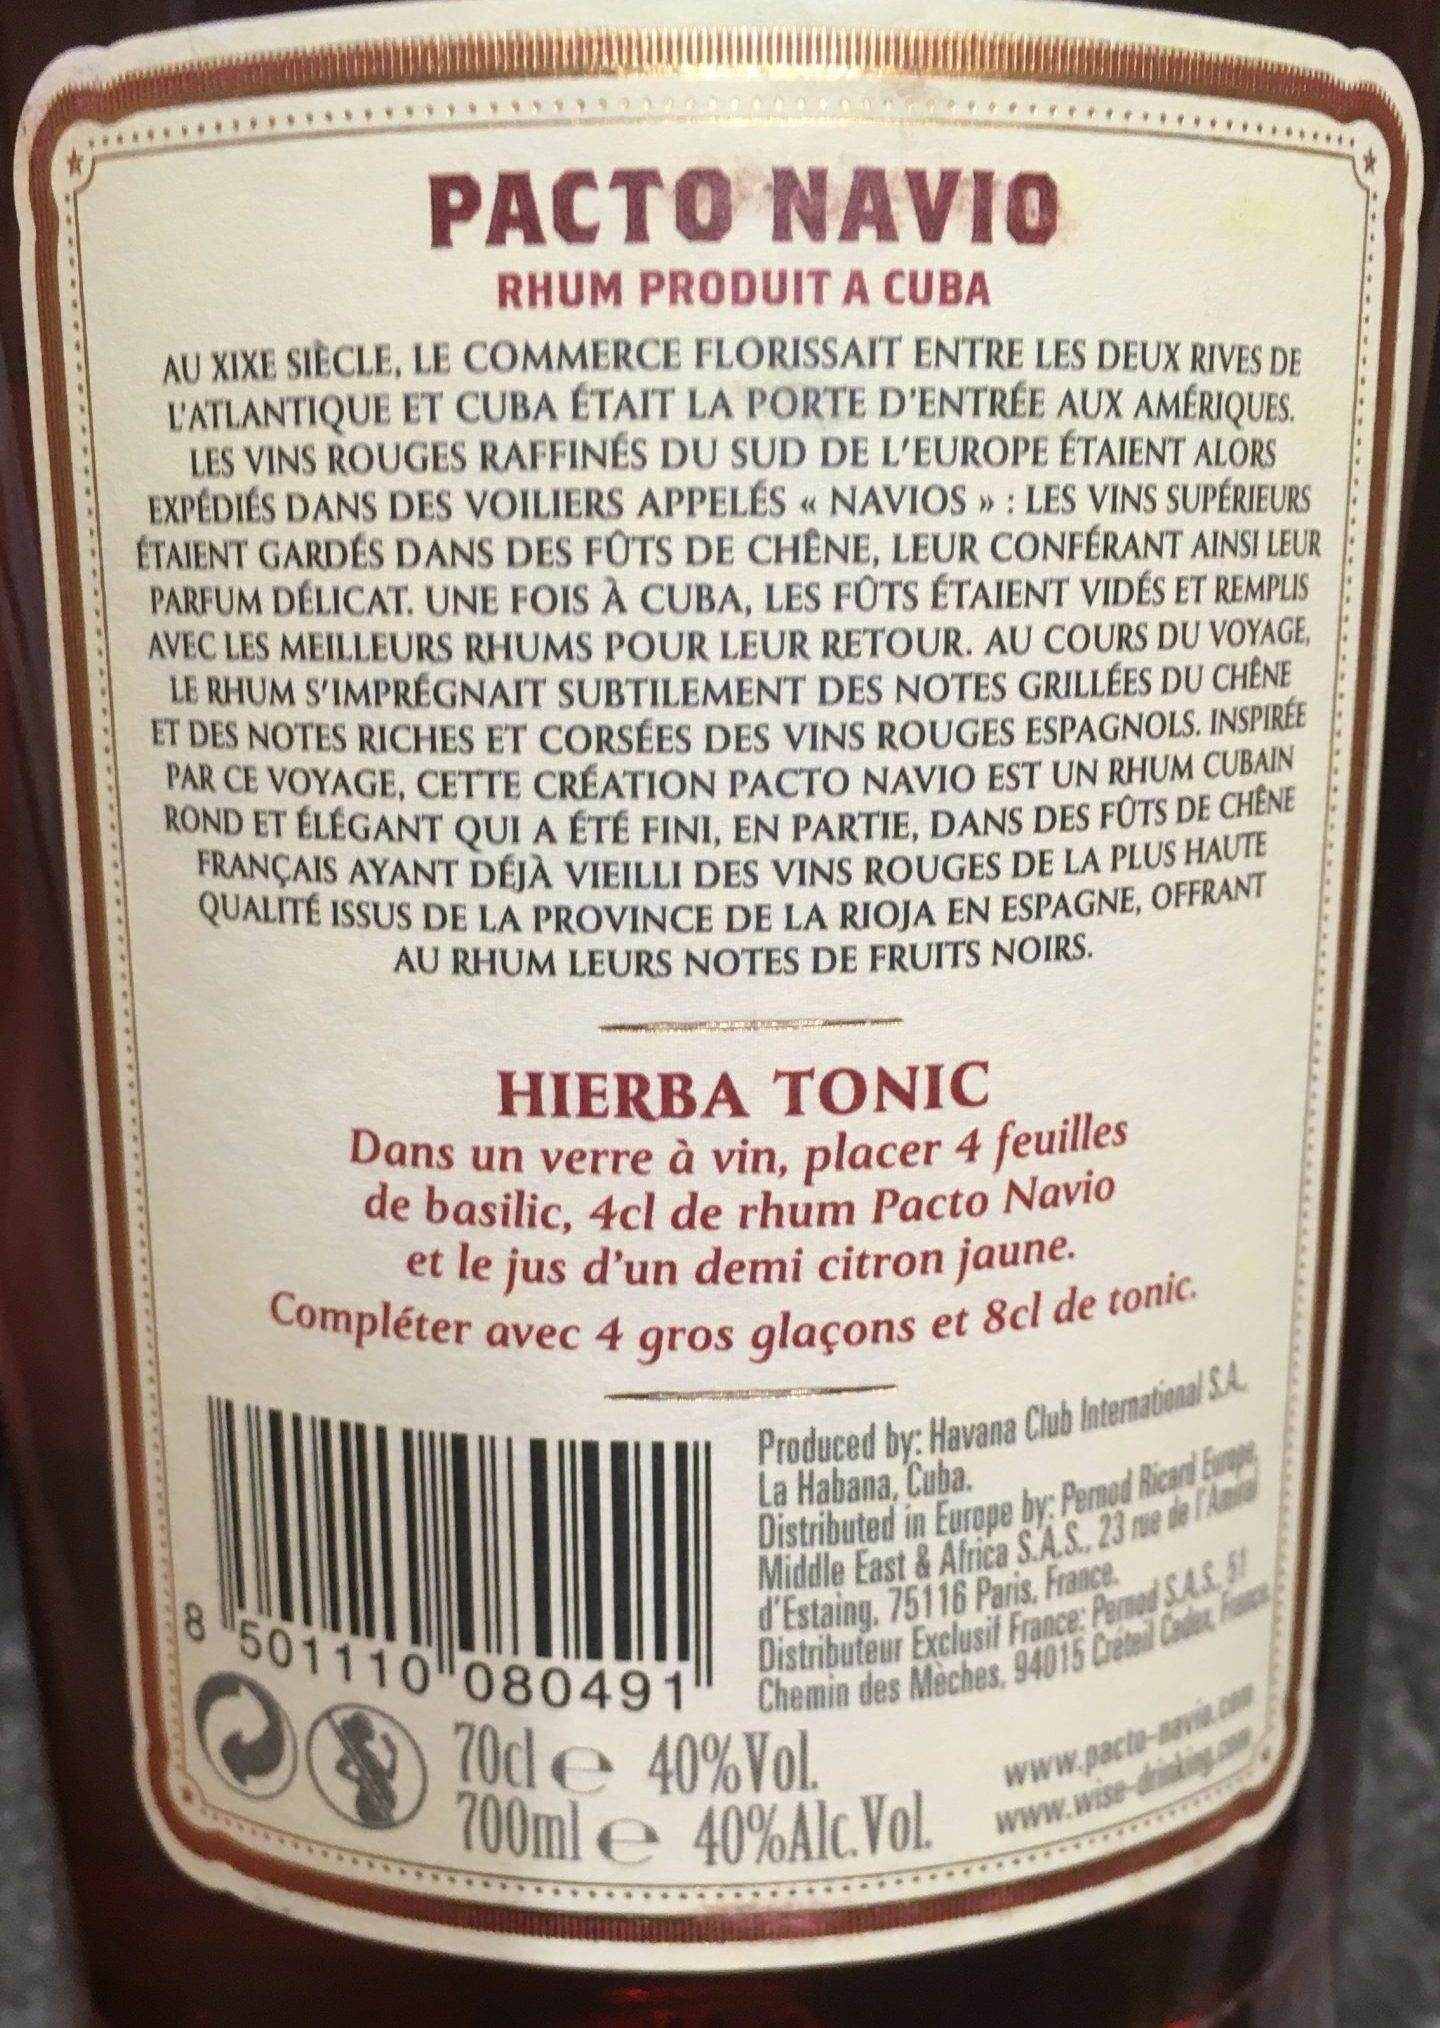 PACTO NAVIO
RHUM PRODUIT A CUBA
AU XIXE SIÈCLE, LE COMMERCE FLORISSAIT ENTRE LES DEUX RIVES DE
L'ATLANTIQUE ET CUBA ÉTAIT LA PORTE D'ENTRÉE AUX AMÉRIQUES.
LES VINS ROUGES RAFFINÉS DU SUD DE L'EUROPE ÉTAIENT ALORS
EXPÉDIÉS DANS DES VOILIERS APPELÉS « NAVIOS » : LES VINS SUPÉRIEURS
ÉTAIENT GARDÉS DANS DES FÛTS DE CHÊNE, LEUR CONFÉRANT AINSI LEUR
PARFUM DÉLICAT. UNE FOIS À CUBA, LES FÛTS ÉTAIENT VIDÉS ET REMPLIS
AVEC LES MEILLEURS RHUMS POUR LEUR RETOUR. AU COURS DU VOYAGE,
LE RHUM S'IMPRÉGNAIT SUBTILEMENT DES NOTES GRILLÉES DU CHÊNE
ET DES NOTES RICHES ET CORSÉES DES VINS ROUGES ESPAGNOLS. INSPIRÉE
PAR CE VOYAGE, CETTE CRÉATION PACTO NAVIO EST UN RHUM CUBAIN
ROND ET ÉLÉGANT QUI A ÉTÉ FINI, EN PARTIE, DANS DES FÛTS DE CHÊNE
FRANÇAIS AYANT DÉJÀ VIEILLI DES VINS ROUGES DE LA PLUS HAUTE
QUALITÉ ISSUS DE LA PROVINCE DE LA RIOJA EN ESPAGNE, OFFRANT
AU RHUM LEURS NOTES DE FRUITS NOIRS.
HIERBA TONIC
Dans un verre à vin, placer 4 feuilles
de basilic, 4cl de rhum Pacto Navio
et le jus d'un demi citron jaune.
Compléter avec 4 gros glaçons et 8cl de tonic.
Produced by: Havana Club International S.A.
La Habana, Cuba.
Distributed in Europe by: Pernod Ricard Europe,
Middle East & Africa S.A.S., 23 rue de l'Amiral
d'Estaing, 75116 Paris, France.
Distributeur Exclusif France: Pernod S.A.S. 51
Chemin des Mèches, 94015 Créteil Cedex, France.
8 501110 080491
70cl e 40%Vol.
700ml e 40%Alc.Vol.
www.pacto-navio.com
www.wise-drinking.com